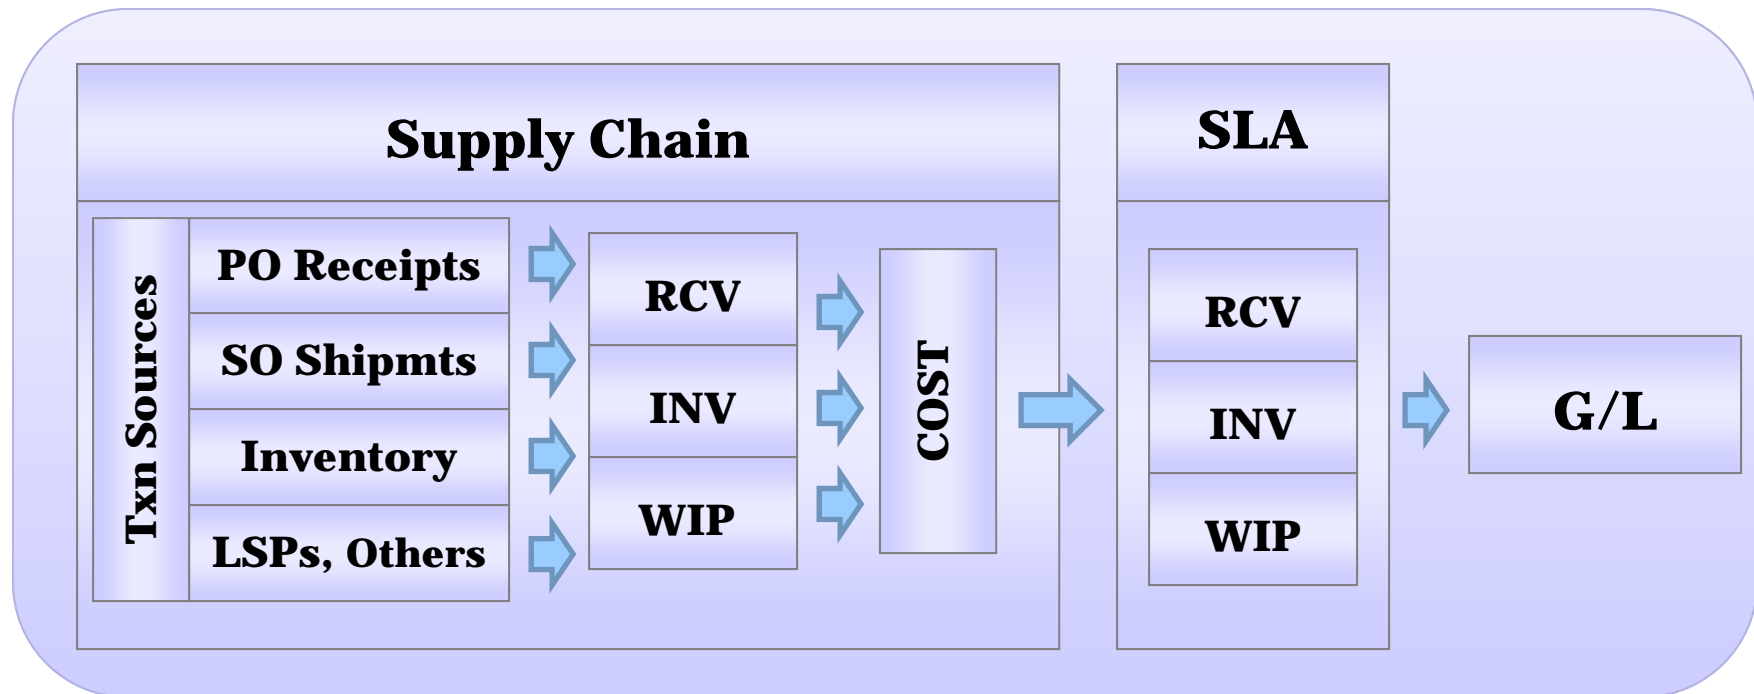 Supply Chain
SLA
Txn Sources
PO Receipts
SO Shipmts
Inventory
LSPs, Others
RCV
INV
WIP
COST
RCV
INV
WIP
G/L